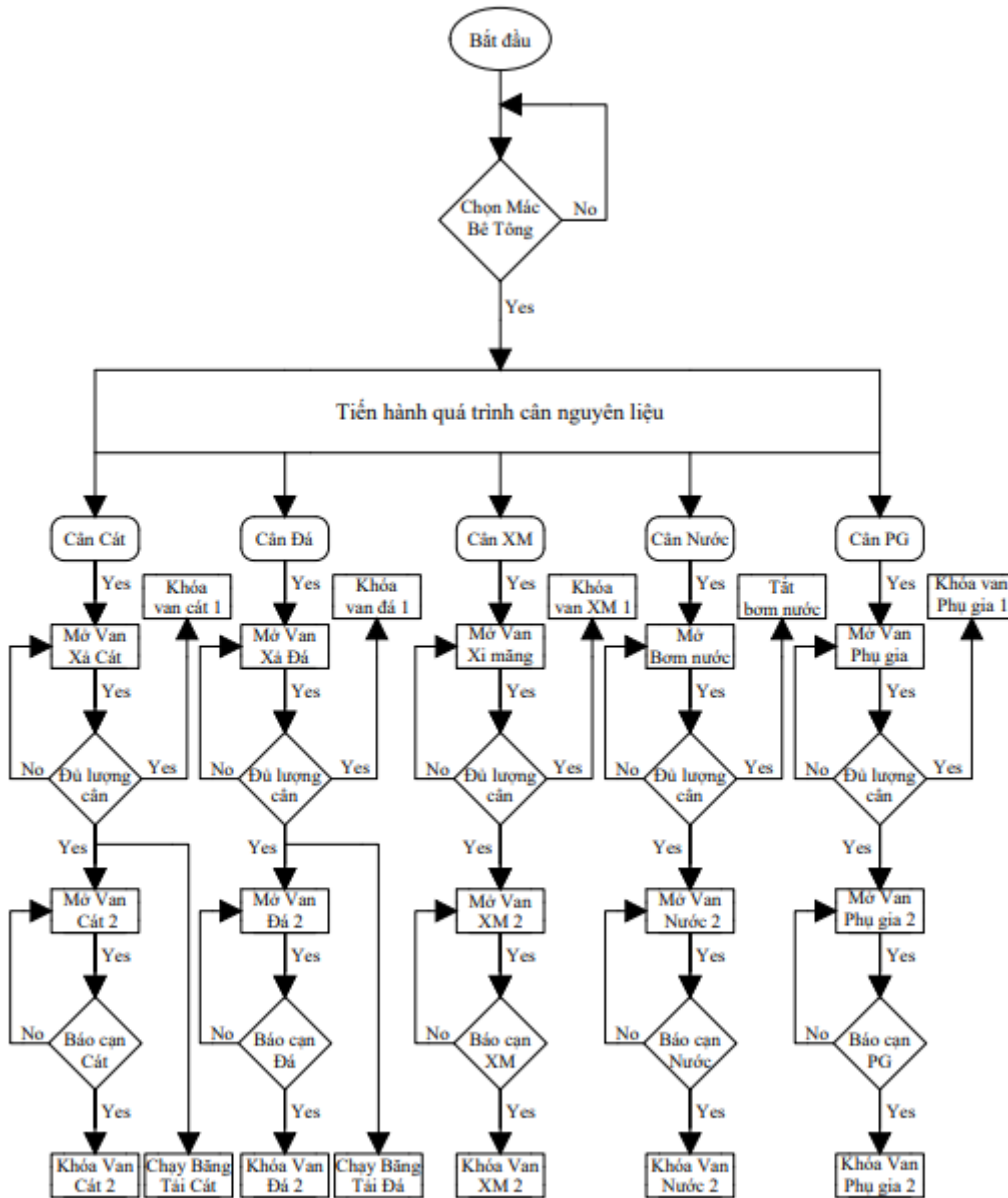 Bắt đầu
Chọn Mác
Bê Tông
No
Yes
Tiến hành quá trình cân nguyên liệu
Cân Cát
Cân Đá
Cân XM
Cân Nước
Cân PG
Yes
Yes
Yes
Yes
Yes
Khóa
van cát 1
Khóa
van đá 1
Khóa
van XM 1
Tắt
bơm nước
Khóa van
Phụ gia 1
Mở Van
Xả Cát
Mở Van
Xả Đá
Mở Van
Xi măng
Mở
Bơm nước
Mở Van
Phụ gia
Yes
Yes
Yes
Yes
Yes
No
Đủ lượng
cân
Yes
No
Đủ lượng
cân
Yes
No
Đủ lượng
cân
Yes
No
Đủ lượng
cân
Yes
No
Đủ lượng
cân
Yes
Yes
Yes
Yes
Yes
Yes
Mở Van
Cát 2
Mở Van
Đá 2
Mở Van
XM 2
Mở Van
Nước 2
Mở Van
Phụ gia 2
Yes
Yes
Yes
Yes
Yes
No
Báo cạn
Cát
No
Báo cạn
Đá
No
Báo cạn
XM
No
Báo cạn
Nước
No
Báo cạn
PG
Yes
Yes
Yes
Yes
Yes
Khóa Van
Cát 2
Chạy Băng
Tải Cát
Khóa Van
Đá 2
Chạy Băng
Tải Đá
Khóa Van
XM 2
Khóa Van
Nước 2
Khóa Van
Phụ gia 2